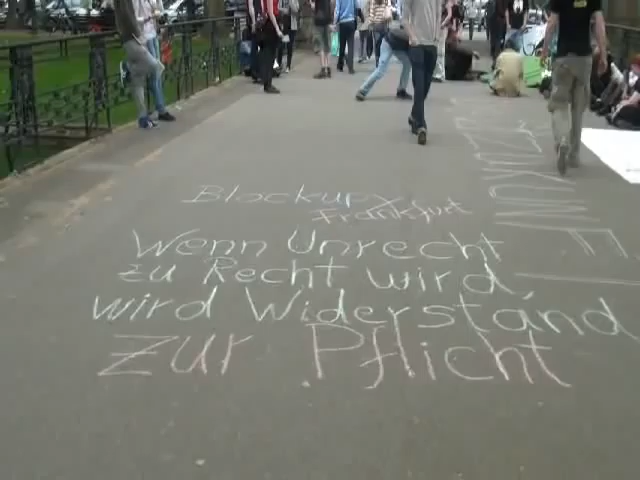 Blockupy
Frankfurt
Wenn Unrecht
zu Recht wird,
wird Widerstand
zur Pflicht